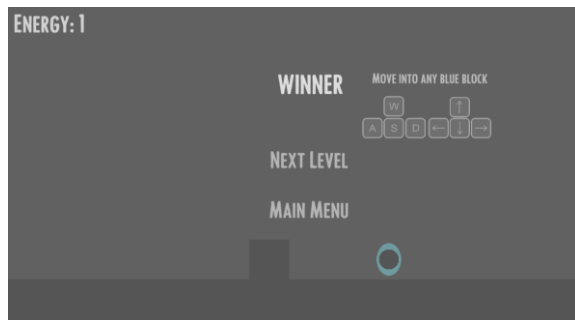 ENERGY: 1
WINNER
MOVE INTO ANY BLUE BLOCK
W
↑
A S D ← ↓ →
NEXT LEVEL
MAIN MENU